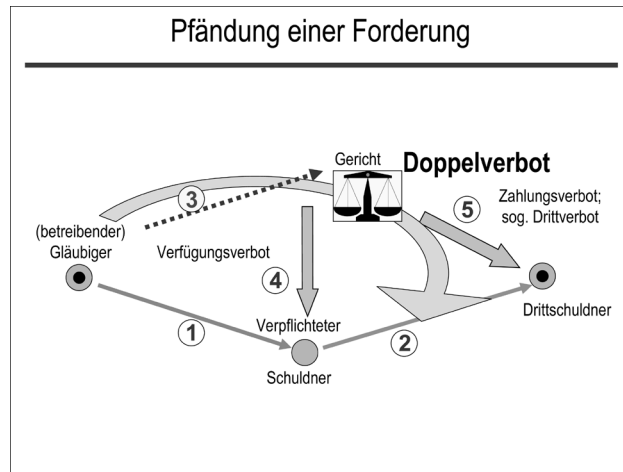 Pfändung einer Forderung
Gericht
Doppelverbot
3
5
Zahlungsverbot;
sog. Drittverbot
(betreibender)
Gläubiger
Verfügungsverbot
4
Drittschuldner
1
Verpflichteter
2
Schuldner